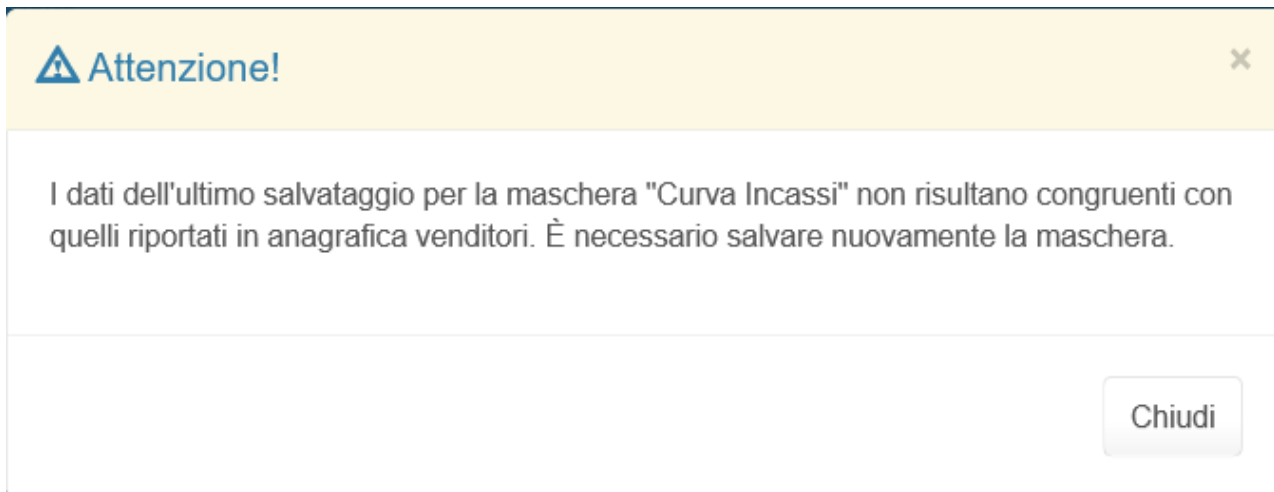 Attenzione!
×
I dati dell'ultimo salvataggio per la maschera "Curva Incassi" non risultano congruenti con
quelli riportati in anagrafica venditori. È necessario salvare nuovamente la maschera.
Chiudi